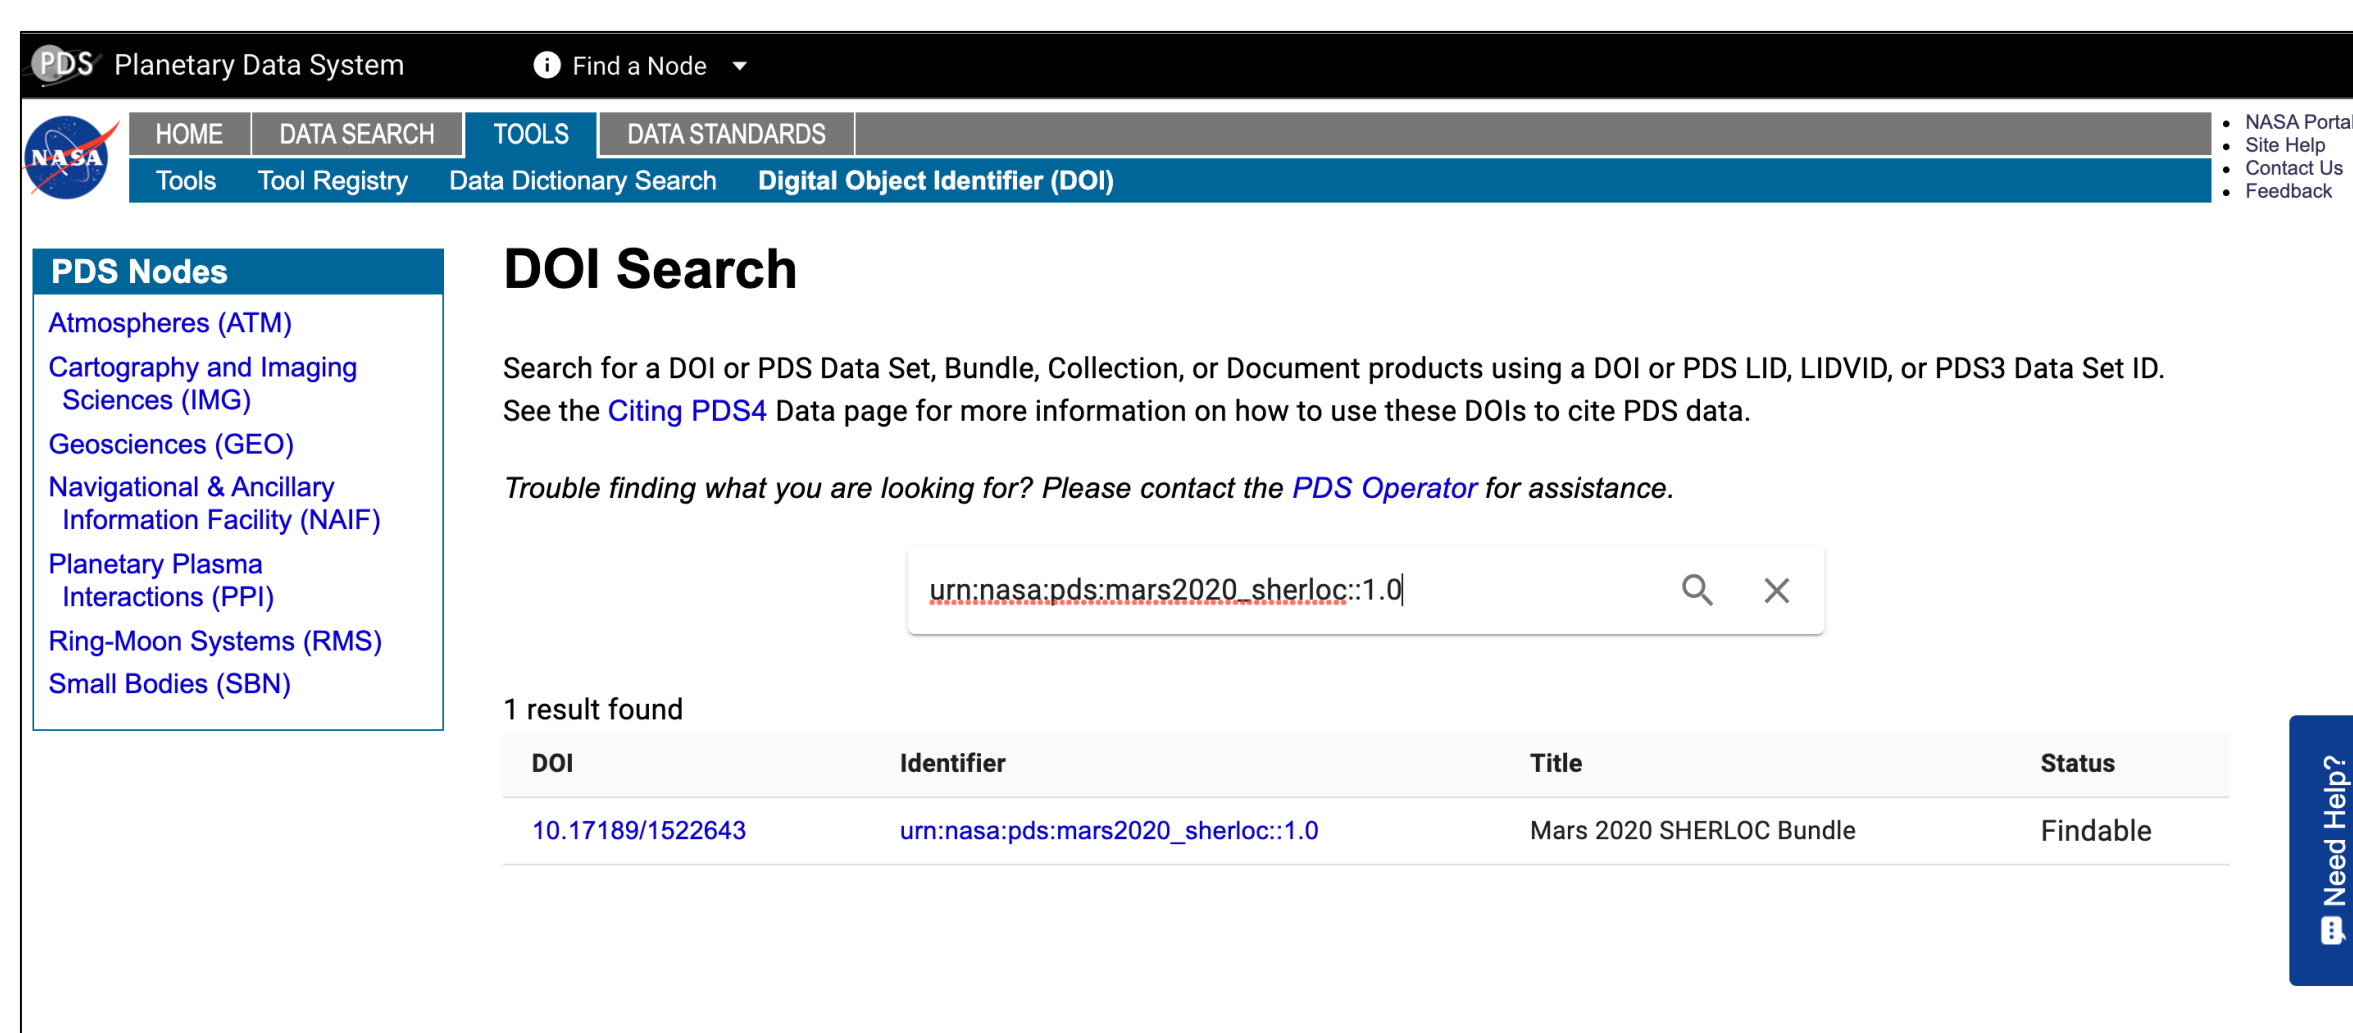 PDS Planetary Data System
Find a Node
NASA
HOME DATA SEARCH TOOLS DATA STANDARDS
Tools Tool Registry Data Dictionary Search Digital Object Identifier (DOI)
NASA Portal
Site Help
Contact Us
Feedback
PDS Nodes
Atmospheres (ATM)
Cartography and Imaging
Sciences (IMG)
Geosciences (GEO)
Navigational & Ancillary
Information Facility (NAIF)
Planetary Plasma
Interactions (PPI)
Ring-Moon Systems (RMS)
Small Bodies (SBN)
DOI Search
Search for a DOI or PDS Data Set, Bundle, Collection, or Document products using a DOI or PDS LID, LIDVID, or PDS3 Data Set ID.
See the Citing PDS4 Data page for more information on how to use these DOIs to cite PDS data.
Trouble finding what you are looking for? Please contact the PDS Operator for assistance.
urn:nasa:pds:mars2020_sherloc::1.0
1 result found
DOI Identifier Title Status
10.17189/1522643 urn:nasa:pds:mars2020_sherloc::1.0 Mars 2020 SHERLOC Bundle Findable
Need Help?